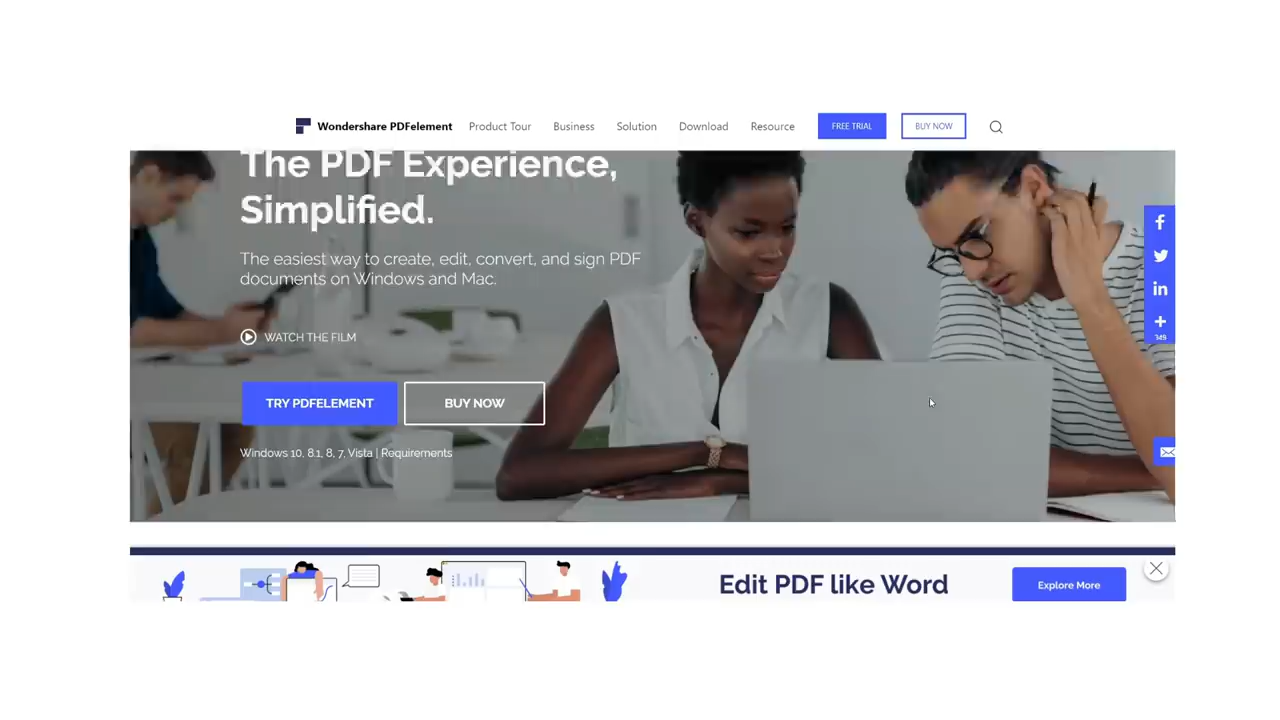 Wondershare PDFelement Product Tour Business Solution Download Resource FREE TRIAL BUY NOW
The PDF Experience,
Simplified.
The easiest way to create, edit, convert, and sign PDF
documents on Windows and Mac.
WATCH THE FILM
TRY PDFELEMENT BUY NOW
Windows 10, 8.1, 8, 7, Vista | Requirements
349
Edit PDF like Word Explore More